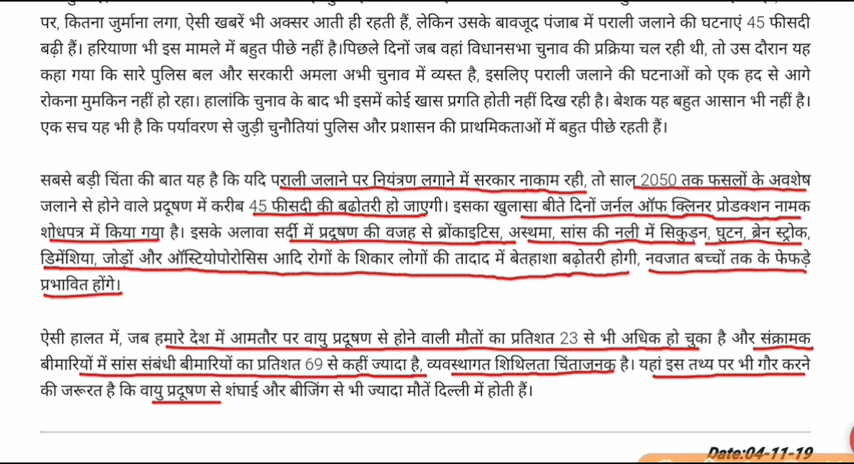 पर, कितना जुर्माना लगा, ऐसी खबरें भी अक्सर आती ही रहती हैं, लेकिन उसके बावजूद पंजाब में पराली जलाने की घटनाएं 45 फीसदी
बढ़ी हैं। हरियाणा भी इस मामले में बहुत पीछे नहीं है।पिछले दिनों जब वहां विधानसभा चुनाव की प्रक्रिया चल रही थी, तो उस दौरान यह
कहा गया कि सारे पुलिस बल और सरकारी अमला अभी चुनाव में व्यस्त है, इसलिए पराली जलाने की घटनाओं को एक हद से आगे
रोकना मुमकिन नहीं हो रहा। हालांकि चुनाव के बाद भी इसमें कोई खास प्रगति होती नहीं दिख रही है। बेशक यह बहुत आसान भी नहीं है।
एक सच यह भी है कि पर्यावरण से जुड़ी चुनौतियां पुलिस और प्रशासन की प्राथमिकताओं में बहुत पीछे रहती हैं।
सबसे बड़ी चिंता की बात यह है कि यदि पराली जलाने पर नियंत्रण लगाने में सरकार नाकाम रही, तो साल 2050 तक फसलों के अवशेष
जलाने से होने वाले प्रदूषण में करीब 45 फीसदी की बढ़ोतरी हो जाएगी। इसका खुलासा बीते दिनों जर्नल ऑफ क्लिनर प्रोडक्शन नामक
शोधपत्र में किया गया है। इसके अलावा सर्दी में प्रदूषण की वजह से ब्रोंकाइटिस, अस्थमा, सांस की नली में सिकुड़न, घुटन, ब्रेन स्ट्रोक,
डिमेंशिया, जोड़ों और ऑस्टियोपोरोसिस आदि रोगों के शिकार लोगों की तादाद में बेतहाशा बढ़ोतरी होगी, नवजात बच्चों तक के फेफड़े
प्रभावित होंगे।
ऐसी हालत में, जब हमारे देश में आमतौर पर वायु प्रदूषण से होने वाली मौतों का प्रतिशत 23 से भी अधिक हो चुका है और संक्रामक
बीमारियों में सांस संबंधी बीमारियों का प्रतिशत 69 से कहीं ज्यादा है, व्यवस्थागत शिथिलता चिंताजनक है। यहां इस तथ्य पर भी गौर करने
की जरूरत है कि वायु प्रदूषण से शंघाई और बीजिंग से भी ज्यादा मौतें दिल्ली में होती हैं।
Date:04-11-19